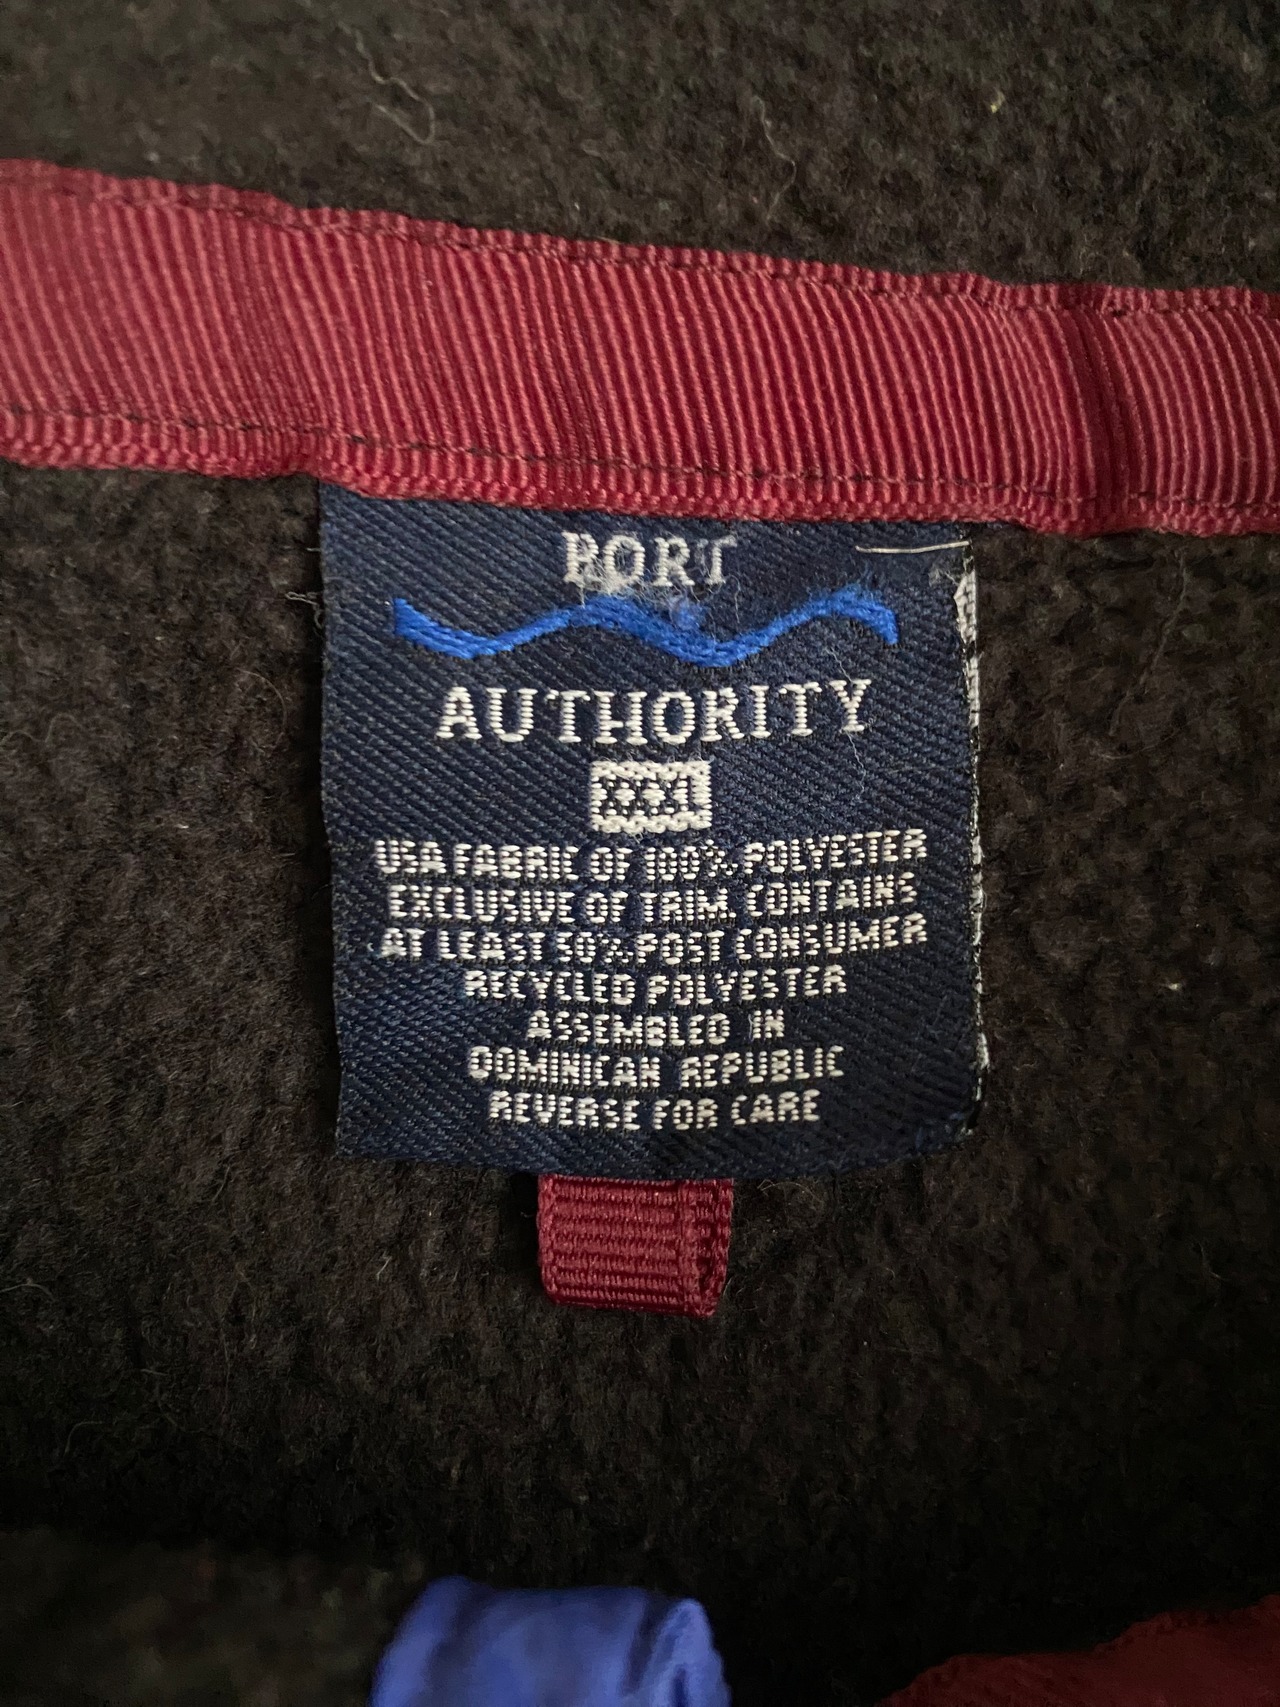 PORT
AUTHORITY
XXXL
USA FABRIC OF 100% POLYESTER
EXCLUSIVE OF TRIM. CONTAINS
AT LEAST 50% POST CONSUMER
RECYCLED POLYESTER
ASSEMBLED IN
DOMINICAN REPUBLIC
REVERSE FOR CARE